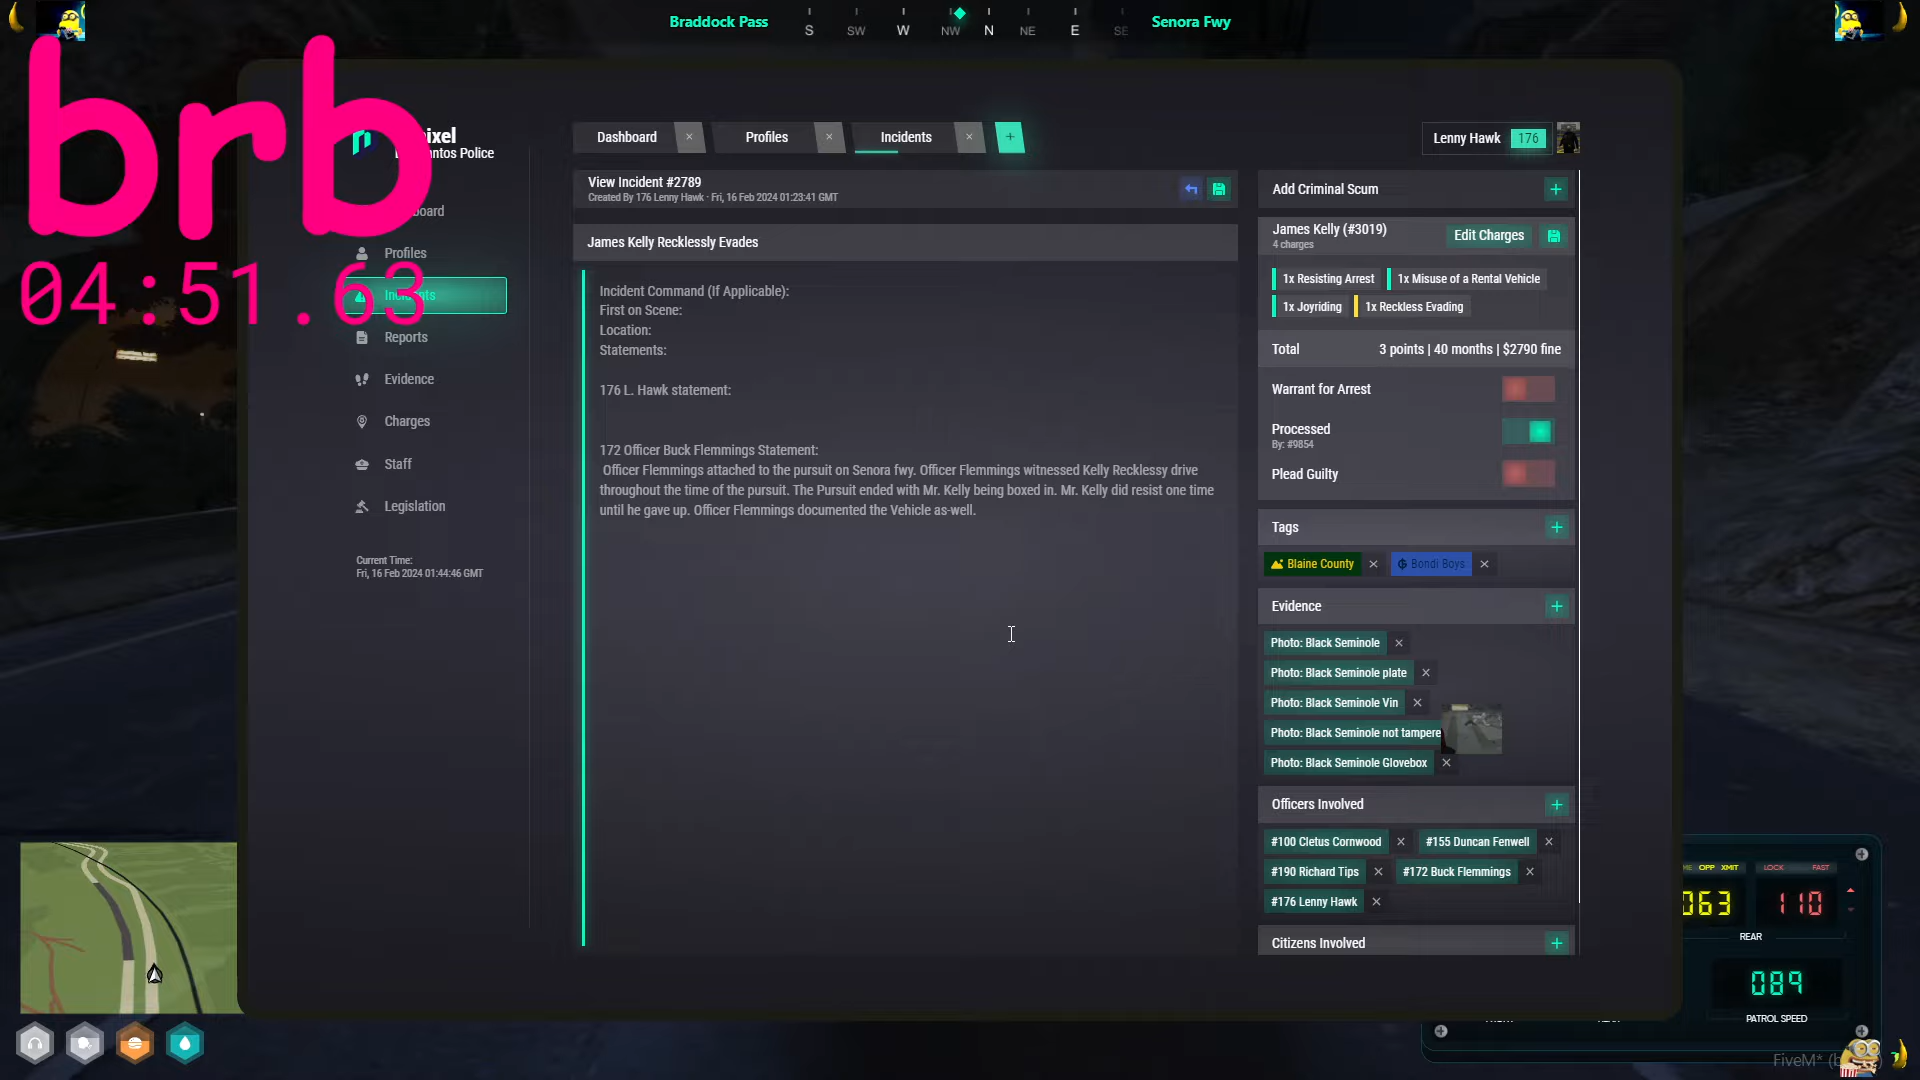 Braddock Pass
S SW W NW N NE E SE
Senora Fwy
brb
04:51.63
ixel
antos Police
Dashboard ×
Profiles ×
Incidents ×
+
Lenny Hawk 176
oard
Profiles
Incidents
Reports
Evidence
Charges
Staff
Legislation
Current Time:
Fri, 16 Feb 2024 01:44:46 GMT
View Incident #2789
Created By 176 Lenny Hawk · Fri, 16 Feb 2024 01:23:41 GMT
James Kelly Recklessly Evades
Incident Command (If Applicable):
First on Scene:
Location:
Statements:
176 L. Hawk statement:
172 Officer Buck Flemmings Statement:
Officer Flemmings attached to the pursuit on Senora fwy. Officer Flemmings witnessed Kelly Recklessy drive
throughout the time of the pursuit. The Pursuit ended with Mr. Kelly being boxed in. Mr. Kelly did resist one time
until he gave up. Officer Flemmings documented the Vehicle as-well.
Add Criminal Scum +
James Kelly (#3019)
4 charges
Edit Charges
1x Resisting Arrest 1x Misuse of a Rental Vehicle
1x Joyriding 1x Reckless Evading
Total 3 points | 40 months | $2790 fine
Warrant for Arrest
Processed
By: #9854
Plead Guilty
Tags +
Blaine County × Bondi Boys ×
Evidence +
Photo: Black Seminole ×
Photo: Black Seminole plate ×
Photo: Black Seminole Vin ×
Photo: Black Seminole not tampere
Photo: Black Seminole Glovebox ×
Officers Involved +
#100 Cletus Cornwood × #155 Duncan Fenwell ×
#190 Richard Tips × #172 Buck Flemmings ×
#176 Lenny Hawk ×
Citizens Involved +
OPP XMIT LOCK FAST
063 110
REAR
089
PATROL SPEED
FiveM*